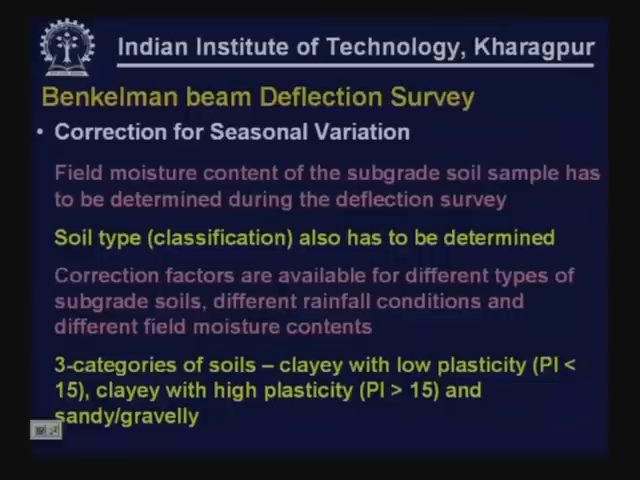 Indian Institute of Technology, Kharagpur
Benkelman beam Deflection Survey
• Correction for Seasonal Variation
Field moisture content of the subgrade soil sample has
to be determined during the deflection survey
Soil type (classification) also has to be determined
Correction factors are available for different types of
subgrade soils, different rainfall conditions and
different field moisture contents
3-categories of soils – clayey with low plasticity (PI <
15), clayey with high plasticity (PI > 15) and
sandy/gravelly